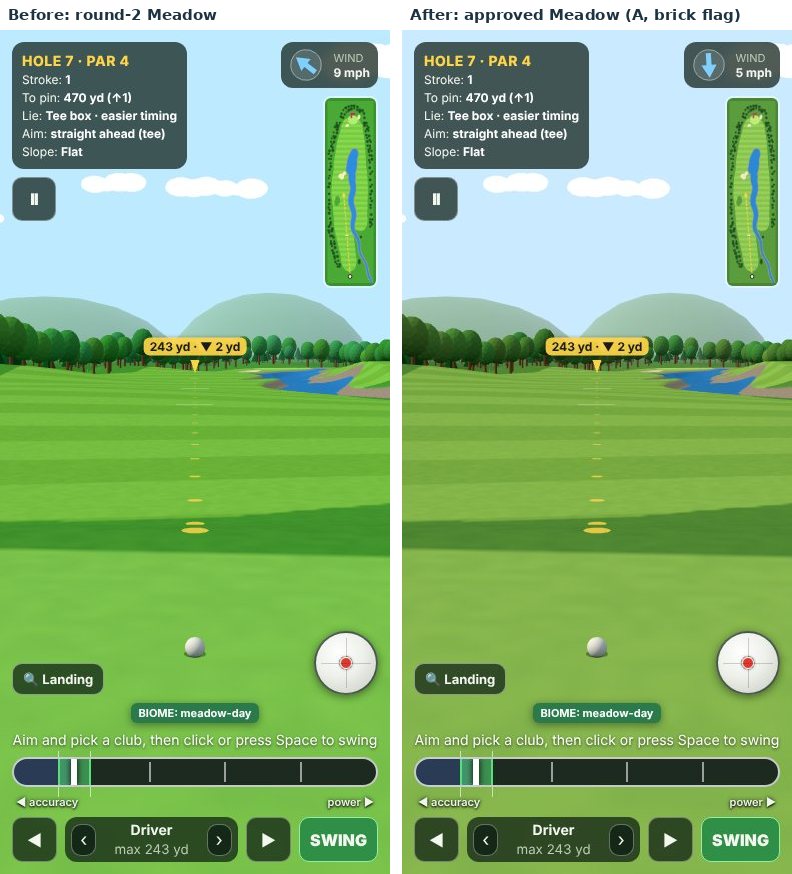 Before: round-2 Meadow
HOLE 7 · PAR 4
Stroke: 1
To pin: 470 yd (↑1)
Lie: Tee box · easier timing
Aim: straight ahead (tee)
Slope: Flat
WIND
9 mph
243 yd · ▼ 2 yd
Landing
BIOME: meadow-day
Aim and pick a club, then click or press Space to swing
◀ accuracy
power ▶
Driver
max 243 yd
SWING
After: approved Meadow (A, brick flag)
HOLE 7 · PAR 4
Stroke: 1
To pin: 470 yd (↑1)
Lie: Tee box · easier timing
Aim: straight ahead (tee)
Slope: Flat
WIND
5 mph
243 yd · ▼ 2 yd
Landing
BIOME: meadow-day
Aim and pick a club, then click or press Space to swing
◀ accuracy
power ▶
Driver
max 243 yd
SWING